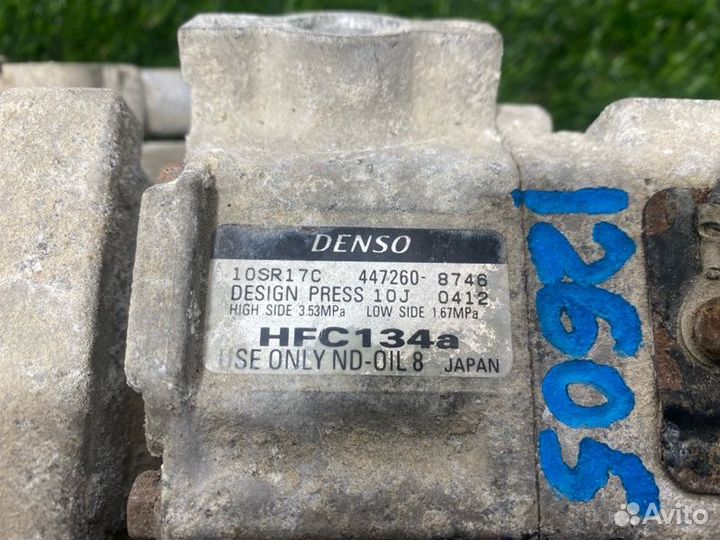 DENSO
10SR17C 447260-8746
DESIGN PRESS 10J 0412
HIGH SIDE 3.53MPa LOW SIDE 1.67MPa
HFC134a
USE ONLY ND-OIL 8 JAPAN
12605
Avito